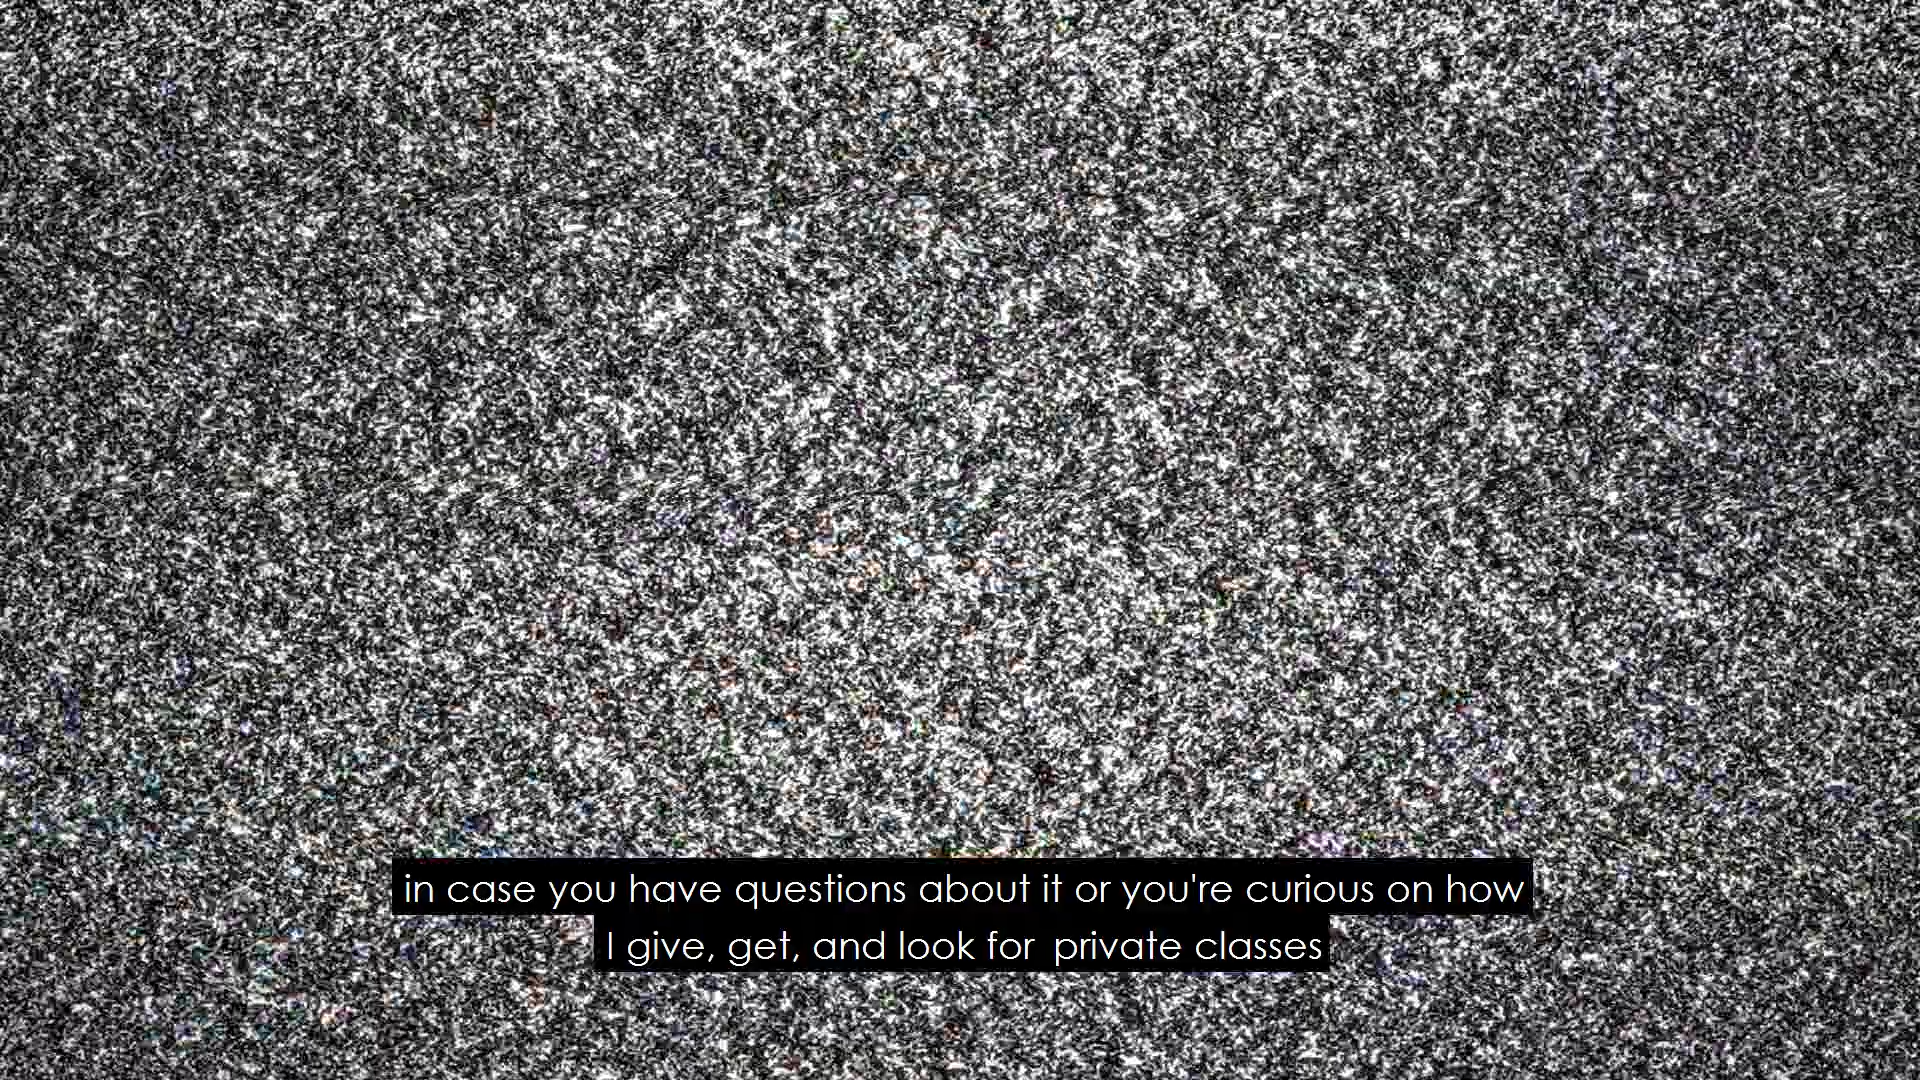 in case you have questions about it or you're curious on how
I give, get, and look for private classes